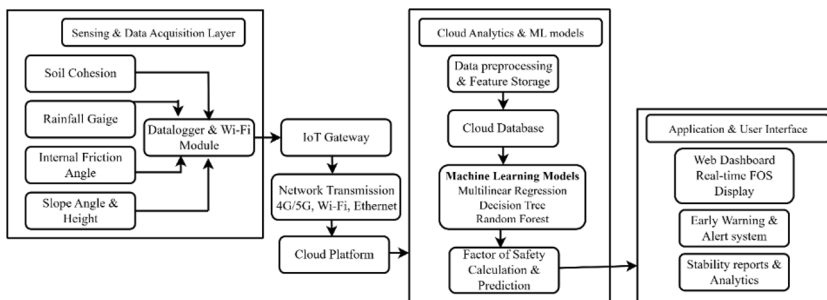 Sensing & Data Acquisition Layer
Soil Cohesion
Rainfall Gaige
Internal Friction
Angle
Slope Angle &
Height
Datalogger & Wi-Fi
Module
IoT Gateway
Network Transmission
4G/5G, Wi-Fi, Ethernet
Cloud Platform
Cloud Analytics & ML models
Data preprocessing
& Feature Storage
Cloud Database
Machine Learning Models
Multilinear Regression
Decision Tree
Random Forest
Factor of Safety
Calculation &
Prediction
Application & User Interface
Web Dashboard
Real-time FOS
Display
Early Warning &
Alert system
Stability reports &
Analytics